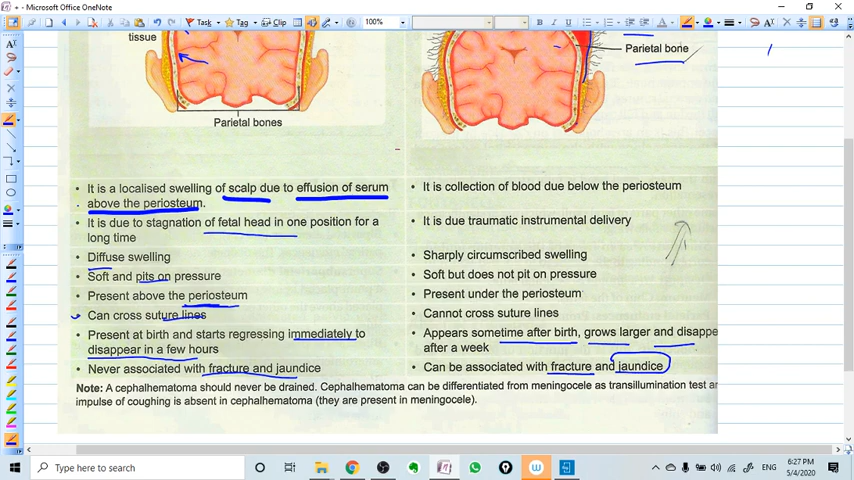 Microsoft Office OneNote
Task
Tag
Clip
100%
tissue
Parietal bone
Parietal bones
• It is a localised swelling of scalp due to effusion of serum
above the periosteum.
• It is due to stagnation of fetal head in one position for a
long time
• Diffuse swelling
• Soft and pits on pressure
• Present above the periosteum
• Can cross suture lines
• Present at birth and starts regressing immediately to
disappear in a few hours
• Never associated with fracture and jaundice
• It is collection of blood due below the periosteum
• It is due traumatic instrumental delivery
• Sharply circumscribed swelling
• Soft but does not pit on pressure
• Present under the periosteum
• Cannot cross suture lines
• Appears sometime after birth, grows larger and disappe
after a week
• Can be associated with fracture and jaundice
Note: A cephalhematoma should never be drained. Cephalhematoma can be differentiated from meningocele as transillumination test an
impulse of coughing is absent in cephalhematoma (they are present in meningocele).
Type here to search
ENG
6:27 PM
5/4/2020